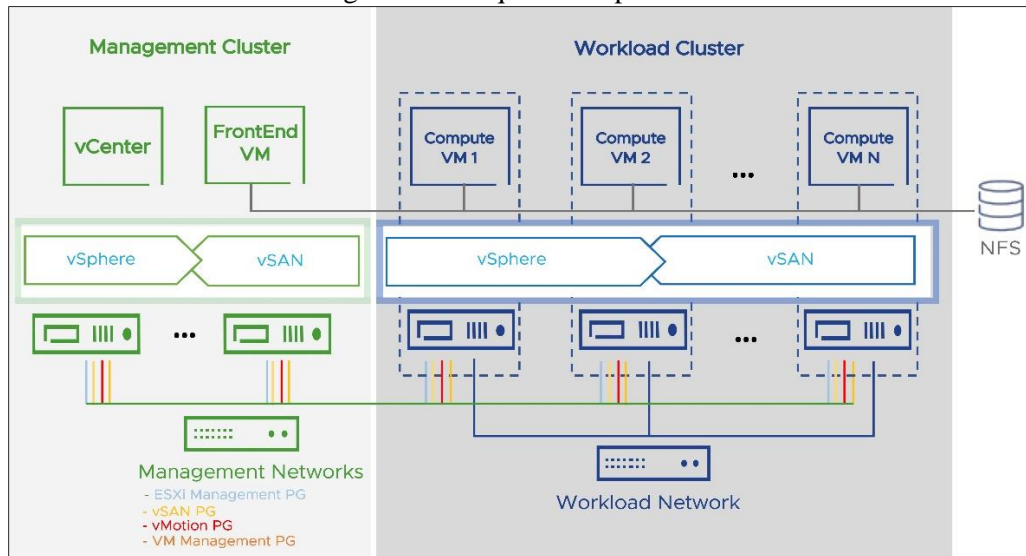 Management Cluster
Workload Cluster
vCenter
FrontEnd
VM
Compute
VM 1
Compute
VM 2
...
Compute
VM N
NFS
vSphere
vSAN
vSphere
vSAN
...
...
Management Networks
- ESXi Management PG
- vSAN PG
- vMotion PG
- VM Management PG
Workload Network